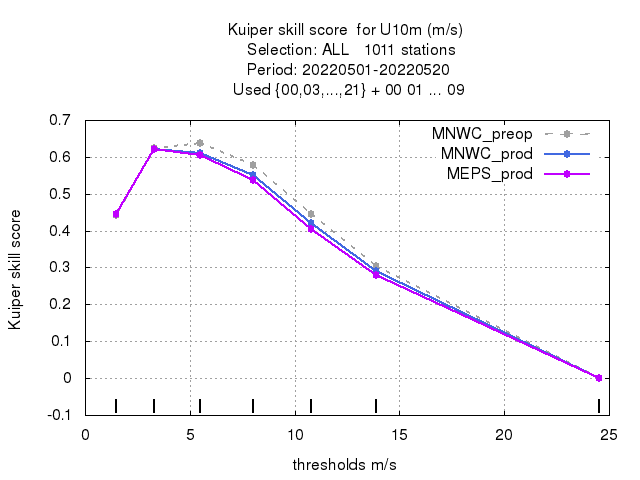 Kuiper skill score  for U10m (m/s)
Selection: ALL   1011 stations
Period: 20220501-20220520
Used {00,03,...,21} + 00 01 ... 09
MNWC_preop
MNWC_prod
MEPS_prod
Kuiper skill score
0.7
0.6
0.5
0.4
0.3
0.2
0.1
0
-0.1
0 5 10 15 20 25
thresholds m/s